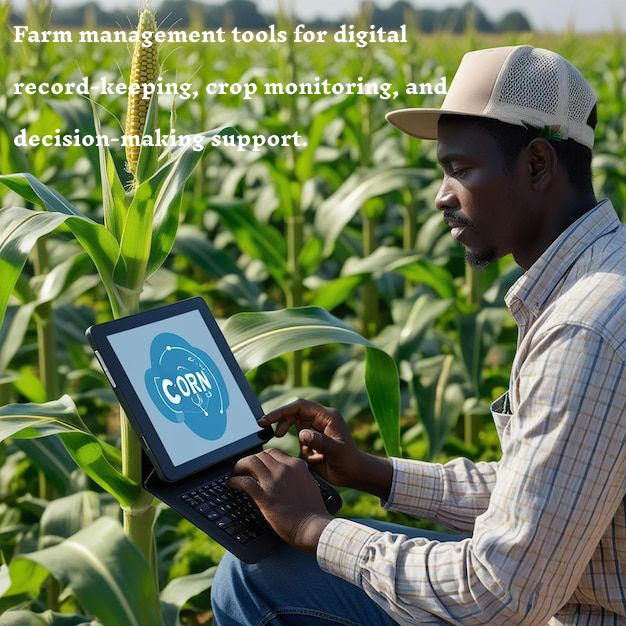 Farm management tools for digital
record-keeping, crop monitoring, and
decision-making support.
CORN